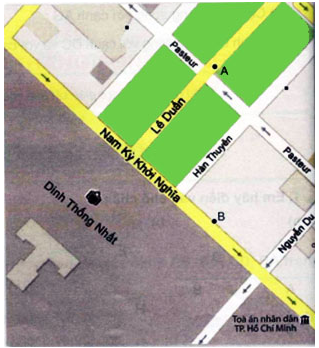 Pasteur
A
Lê Duẩn
Nam Kỳ Khởi Nghĩa
Hàn Thuyên
Pasteur
Dinh Thống Nhất
B
Nguyễn Du
Toà án nhân dân
TP. Hồ Chí Minh